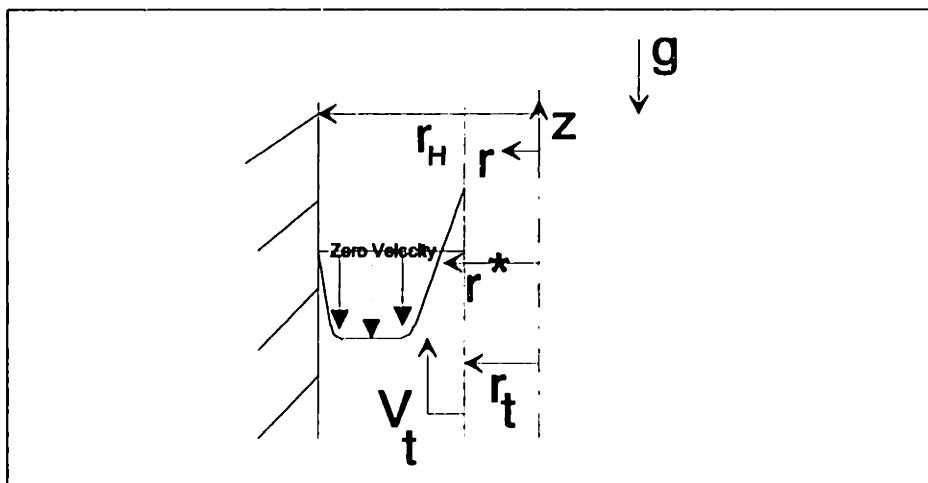 g
z
r_H
r
Zero Velocity
r*
r_t
V_t